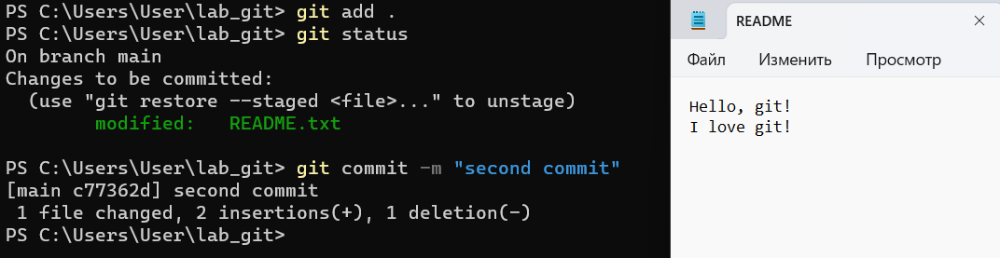 PS C:\Users\User\lab_git> git add .
PS C:\Users\User\lab_git> git status
On branch main
Changes to be committed:
  (use "git restore --staged <file>..." to unstage)
        modified:   README.txt

PS C:\Users\User\lab_git> git commit -m "second commit"
[main c77362d] second commit
 1 file changed, 2 insertions(+), 1 deletion(-)
PS C:\Users\User\lab_git>
README
Файл Изменить Просмотр
Hello, git!
I love git!